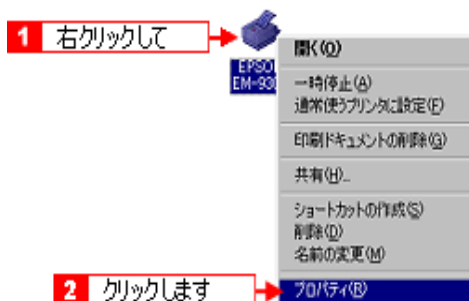 1 右クリックして
EPSO
EM-930
開く(O)
一時停止(A)
通常使うプリンタに設定(F)
印刷ドキュメントの削除(G)
共有(H)...
ショートカットの作成(S)
削除(D)
名前の変更(M)
2 クリックします
プロパティ(R)